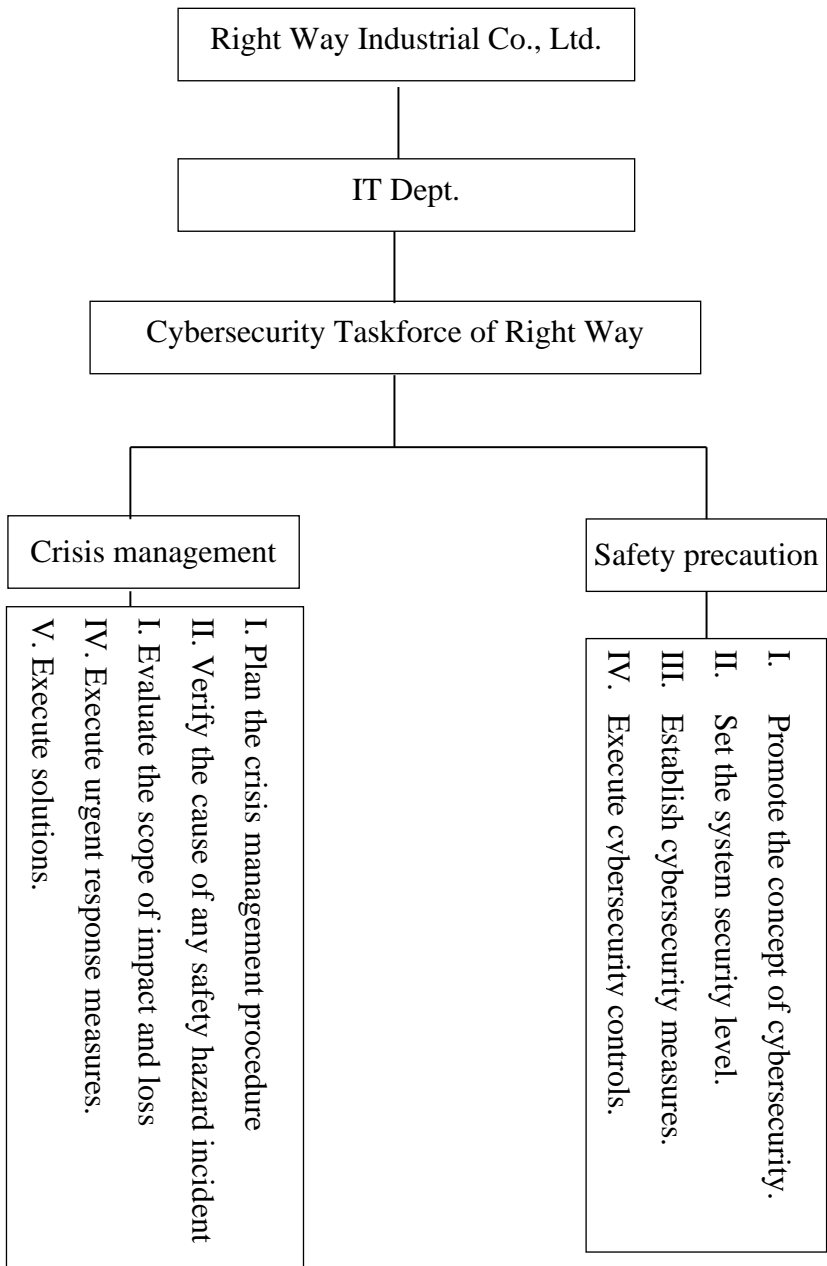 Right Way Industrial Co., Ltd.
IT Dept.
Cybersecurity Taskforce of Right Way
Crisis management
I. Plan the crisis management procedure
II. Verify the cause of any safety hazard incident
I. Evaluate the scope of impact and loss
IV. Execute urgent response measures.
V. Execute solutions.
Safety precaution
I. Promote the concept of cybersecurity.
II. Set the system security level.
III. Establish cybersecurity measures.
IV. Execute cybersecurity controls.